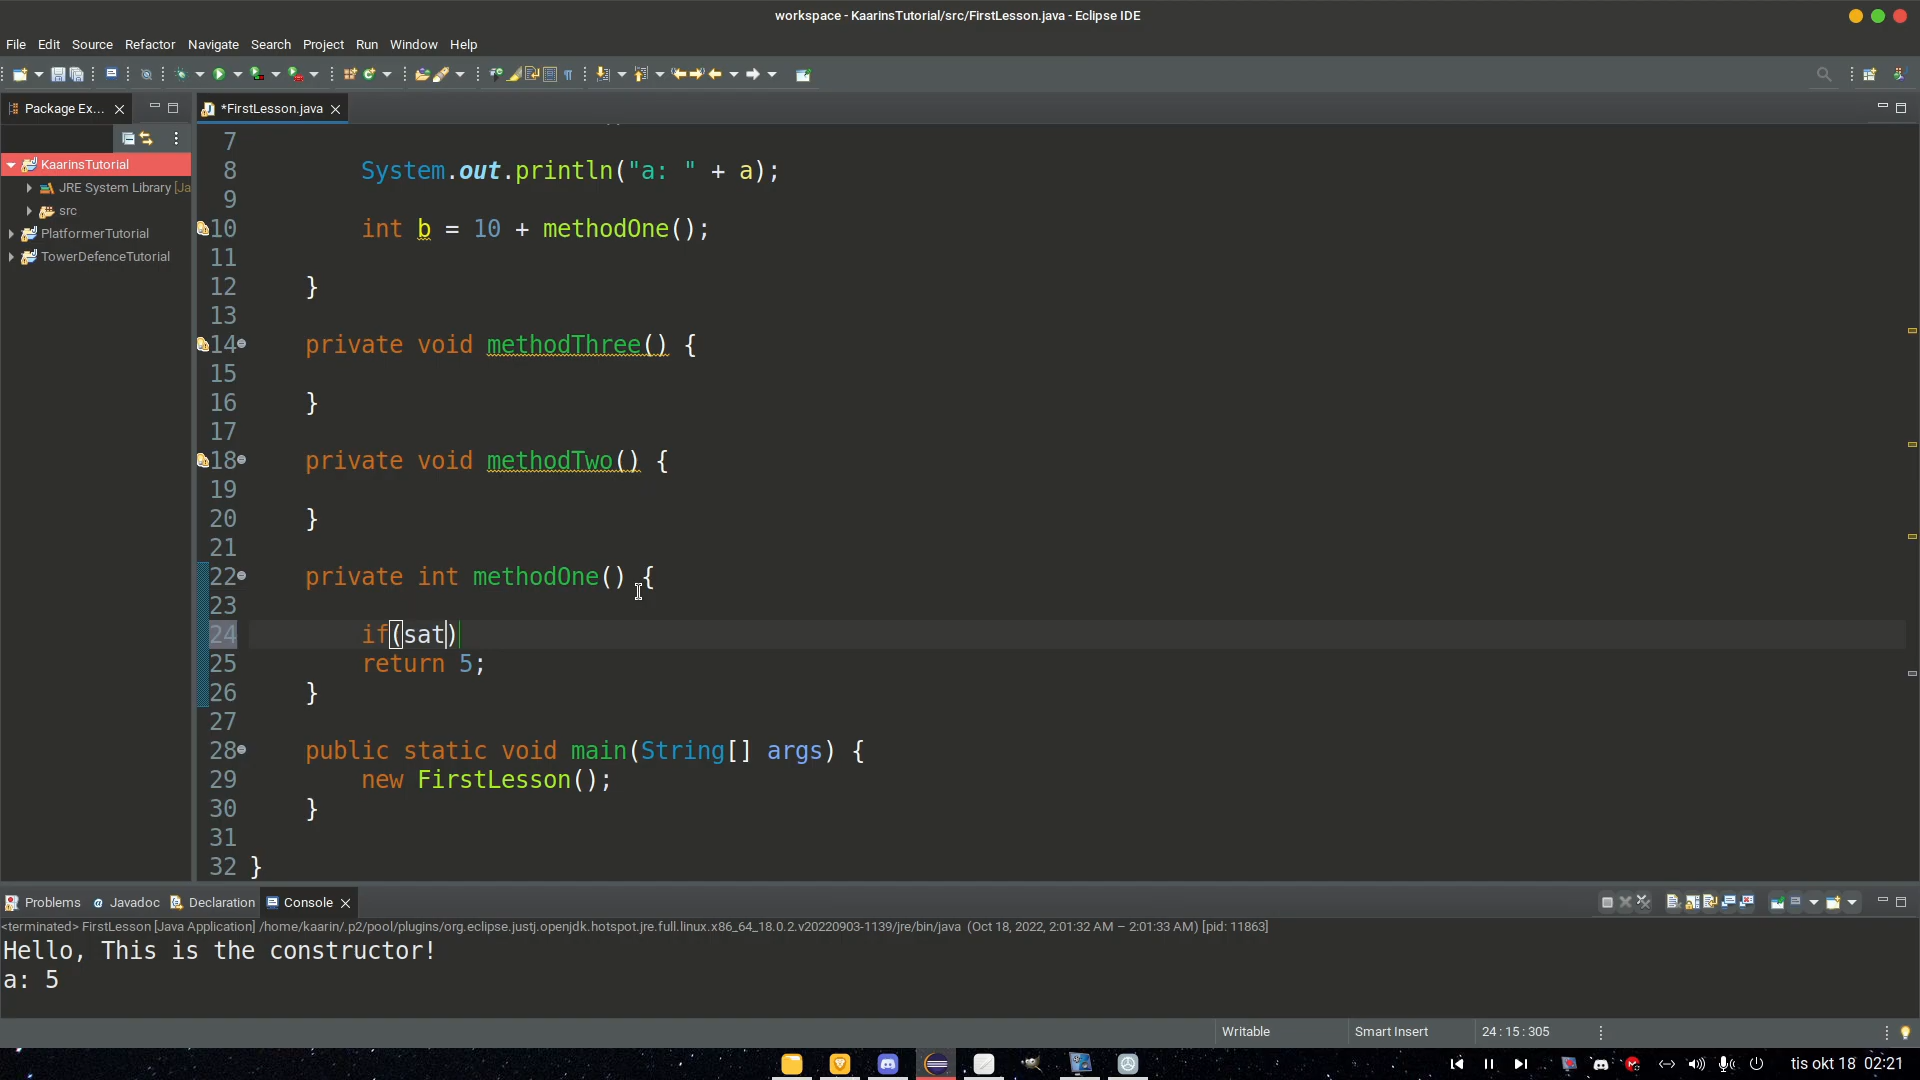 workspace - KaarinsTutorial/src/FirstLesson.java - Eclipse IDE
File Edit Source Refactor Navigate Search Project Run Window Help
Package Ex...
*FirstLesson.java
KaarinsTutorial
JRE System Library [Ja
src
PlatformerTutorial
TowerDefenceTutorial
7
8 System.out.println("a: " + a);
9
10 int b = 10 + methodOne();
11
12 }
13
14 private void methodThree() {
15
16 }
17
18 private void methodTwo() {
19
20 }
21
22 private int methodOne() {
23
24 if(sat)
25 return 5;
26 }
27
28 public static void main(String[] args) {
29 new FirstLesson();
30 }
31
32 }
Problems Javadoc Declaration Console
<terminated> FirstLesson [Java Application] /home/kaarin/.p2/pool/plugins/org.eclipse.justj.openjdk.hotspot.jre.full.linux.x86_64_18.0.2.v20220903-1139/jre/bin/java (Oct 18, 2022, 2:01:32 AM – 2:01:33 AM) [pid: 11863]
Hello, This is the constructor!
a: 5
Writable Smart Insert 24 : 15 : 305
tis okt 18 02:21